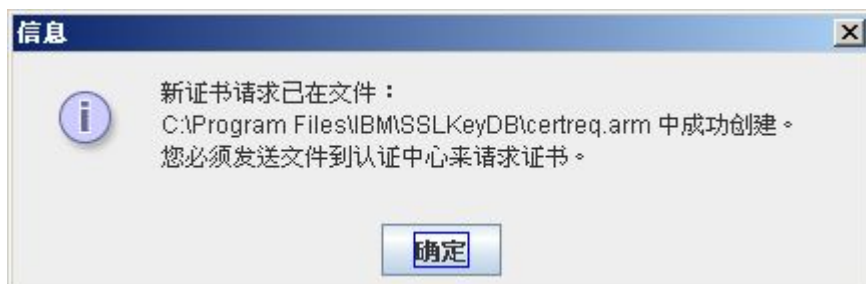 信息
新证书请求已在文件：
C:\Program Files\IBM\SSLKeyDB\certreq.arm 中成功创建。
您必须发送文件到认证中心来请求证书。
确定